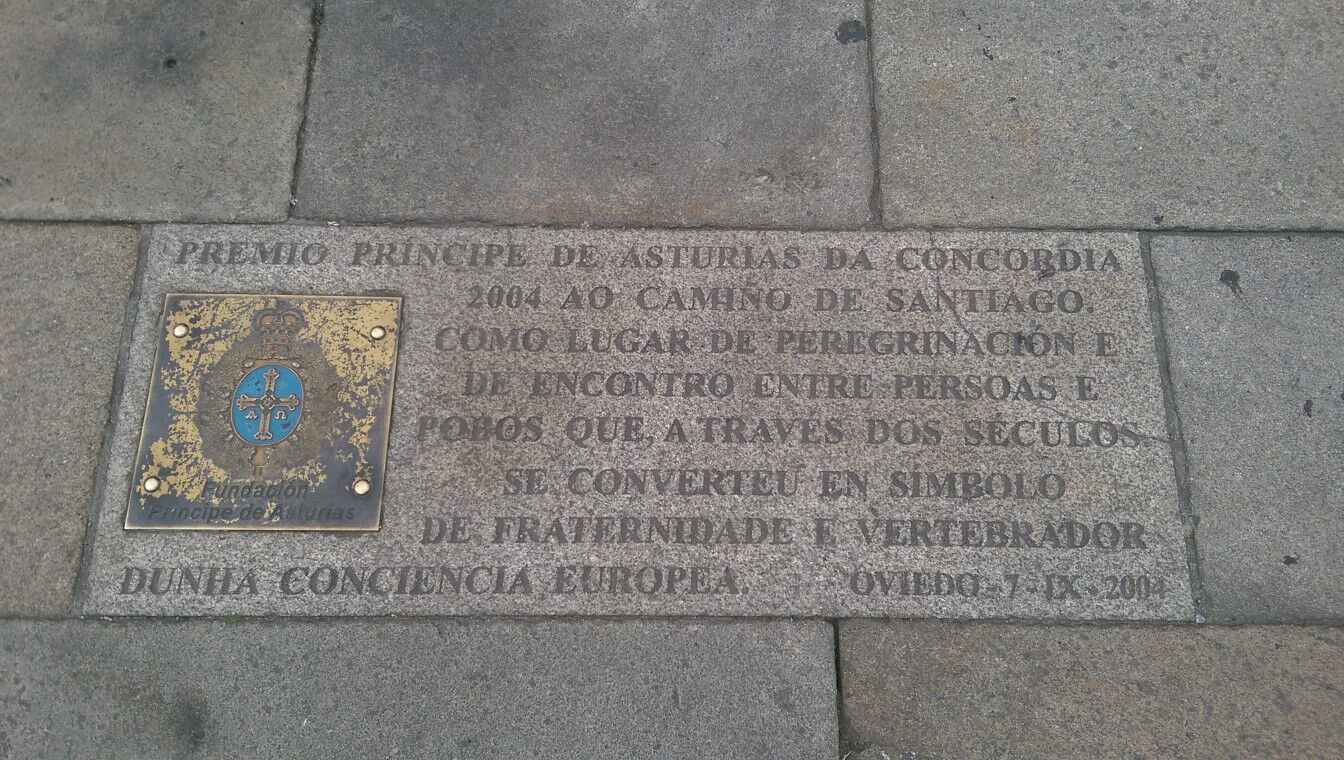 PREMIO PRÍNCIPE DE ASTURIAS DA CONCORDIA
2004 AO CAMIÑO DE SANTIAGO.
COMO LUGAR DE PEREGRINACIÓN E
DE ENCONTRO ENTRE PERSOAS E
POBOS QUE, A TRAVÉS DOS SÉCULOS
SE CONVERTEU EN SÍMBOLO
DE FRATERNIDADE E VERTEBRADOR
DUNHA CONCIENCIA EUROPEA. OVIEDO-7-IX-2004
Fundación
Príncipe de Asturias